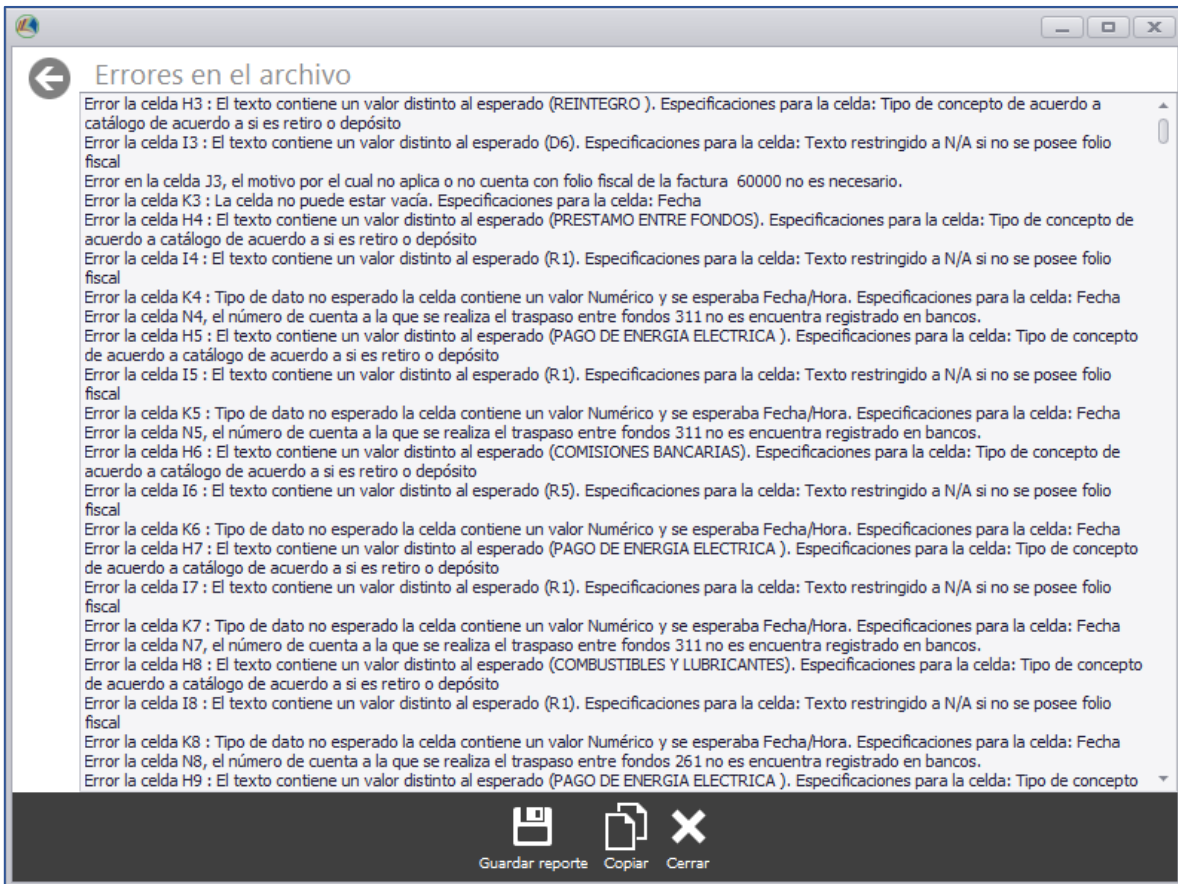 Errores en el archivo
Error la celda H3 : El texto contiene un valor distinto al esperado (REINTEGRO ). Especificaciones para la celda: Tipo de concepto de acuerdo a
catálogo de acuerdo a si es retiro o depósito
Error la celda I3 : El texto contiene un valor distinto al esperado (D6). Especificaciones para la celda: Texto restringido a N/A si no se posee folio
fiscal
Error en la celda J3, el motivo por el cual no aplica o no cuenta con folio fiscal de la factura  60000 no es necesario.
Error la celda K3 : La celda no puede estar vacía. Especificaciones para la celda: Fecha
Error la celda H4 : El texto contiene un valor distinto al esperado (PRESTAMO ENTRE FONDOS). Especificaciones para la celda: Tipo de concepto de
acuerdo a catálogo de acuerdo a si es retiro o depósito
Error la celda I4 : El texto contiene un valor distinto al esperado (R1). Especificaciones para la celda: Texto restringido a N/A si no se posee folio
fiscal
Error la celda K4 : Tipo de dato no esperado la celda contiene un valor Numérico y se esperaba Fecha/Hora. Especificaciones para la celda: Fecha
Error la celda N4, el número de cuenta a la que se realiza el traspaso entre fondos 311 no es encuentra registrado en bancos.
Error la celda H5 : El texto contiene un valor distinto al esperado (PAGO DE ENERGIA ELECTRICA ). Especificaciones para la celda: Tipo de concepto
de acuerdo a catálogo de acuerdo a si es retiro o depósito
Error la celda I5 : El texto contiene un valor distinto al esperado (R1). Especificaciones para la celda: Texto restringido a N/A si no se posee folio
fiscal
Error la celda K5 : Tipo de dato no esperado la celda contiene un valor Numérico y se esperaba Fecha/Hora. Especificaciones para la celda: Fecha
Error la celda N5, el número de cuenta a la que se realiza el traspaso entre fondos 311 no es encuentra registrado en bancos.
Error la celda H6 : El texto contiene un valor distinto al esperado (COMISIONES BANCARIAS). Especificaciones para la celda: Tipo de concepto de
acuerdo a catálogo de acuerdo a si es retiro o depósito
Error la celda I6 : El texto contiene un valor distinto al esperado (R5). Especificaciones para la celda: Texto restringido a N/A si no se posee folio
fiscal
Error la celda K6 : Tipo de dato no esperado la celda contiene un valor Numérico y se esperaba Fecha/Hora. Especificaciones para la celda: Fecha
Error la celda H7 : El texto contiene un valor distinto al esperado (PAGO DE ENERGIA ELECTRICA ). Especificaciones para la celda: Tipo de concepto
de acuerdo a catálogo de acuerdo a si es retiro o depósito
Error la celda I7 : El texto contiene un valor distinto al esperado (R1). Especificaciones para la celda: Texto restringido a N/A si no se posee folio
fiscal
Error la celda K7 : Tipo de dato no esperado la celda contiene un valor Numérico y se esperaba Fecha/Hora. Especificaciones para la celda: Fecha
Error la celda N7, el número de cuenta a la que se realiza el traspaso entre fondos 311 no es encuentra registrado en bancos.
Error la celda H8 : El texto contiene un valor distinto al esperado (COMBUSTIBLES Y LUBRICANTES). Especificaciones para la celda: Tipo de concepto
de acuerdo a catálogo de acuerdo a si es retiro o depósito
Error la celda I8 : El texto contiene un valor distinto al esperado (R1). Especificaciones para la celda: Texto restringido a N/A si no se posee folio
fiscal
Error la celda K8 : Tipo de dato no esperado la celda contiene un valor Numérico y se esperaba Fecha/Hora. Especificaciones para la celda: Fecha
Error la celda N8, el número de cuenta a la que se realiza el traspaso entre fondos 261 no es encuentra registrado en bancos.
Error la celda H9 : El texto contiene un valor distinto al esperado (PAGO DE ENERGIA ELECTRICA ). Especificaciones para la celda: Tipo de concepto
Guardar reporte Copiar Cerrar